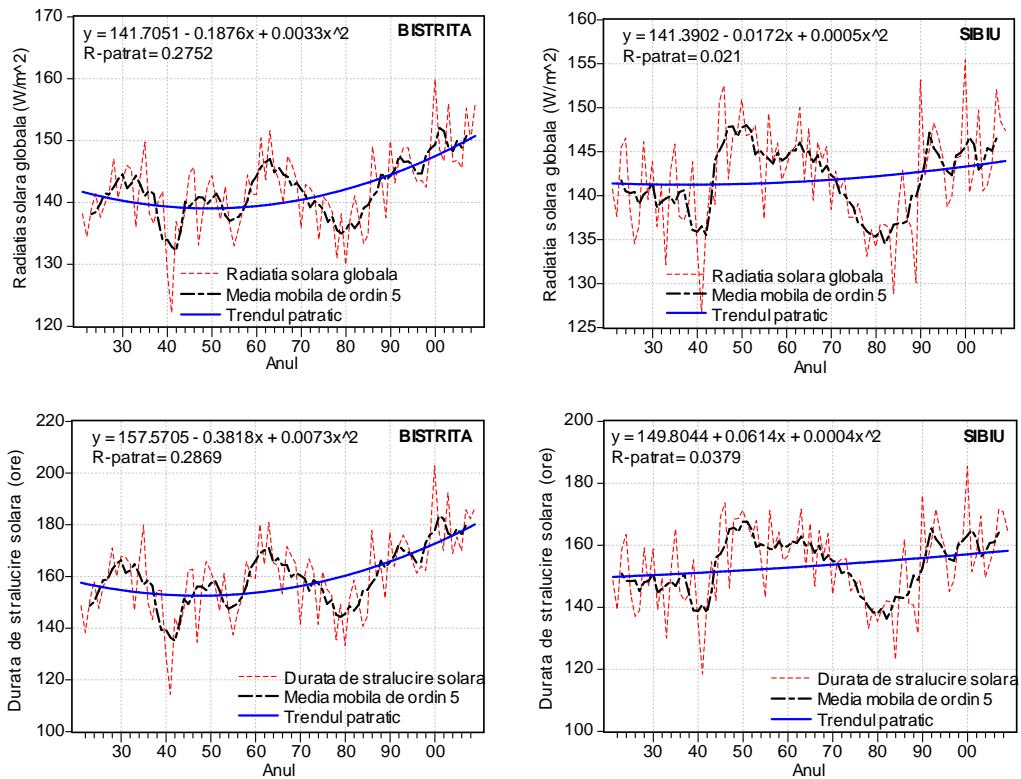 y = 141.7051 - 0.1876x + 0.0033x^2
BISTRITA
R-patrat = 0.2752
Radiatia solara globala (W/m^2)
170
160
150
140
130
120
Radiatia solara globala
Media mobila de ordin 5
Trendul patratic
30 40 50 60 70 80 90 00
Anul
y = 141.3902 - 0.0172x + 0.0005x^2
SIBIU
R-patrat = 0.021
Radiatia solara globala (W/m^2)
160
155
150
145
140
135
130
125
Radiatia solara globala
Media mobila de ordin 5
Trendul patratic
30 40 50 60 70 80 90 00
Anul
y = 157.5705 - 0.3818x + 0.0073x^2
BISTRITA
R-patrat = 0.2869
Durata de stralucire solara (ore)
220
200
180
160
140
120
100
Durata de stralucire solara
Media mobila de ordin 5
Trendul patratic
30 40 50 60 70 80 90 00
Anul
y = 149.8044 + 0.0614x + 0.0004x^2
SIBIU
R-patrat = 0.0379
Durata de stralucire solara (ore)
200
180
160
140
120
100
Durata de stralucire solara
Media mobila de ordin 5
Trendul patratic
30 40 50 60 70 80 90 00
Anul